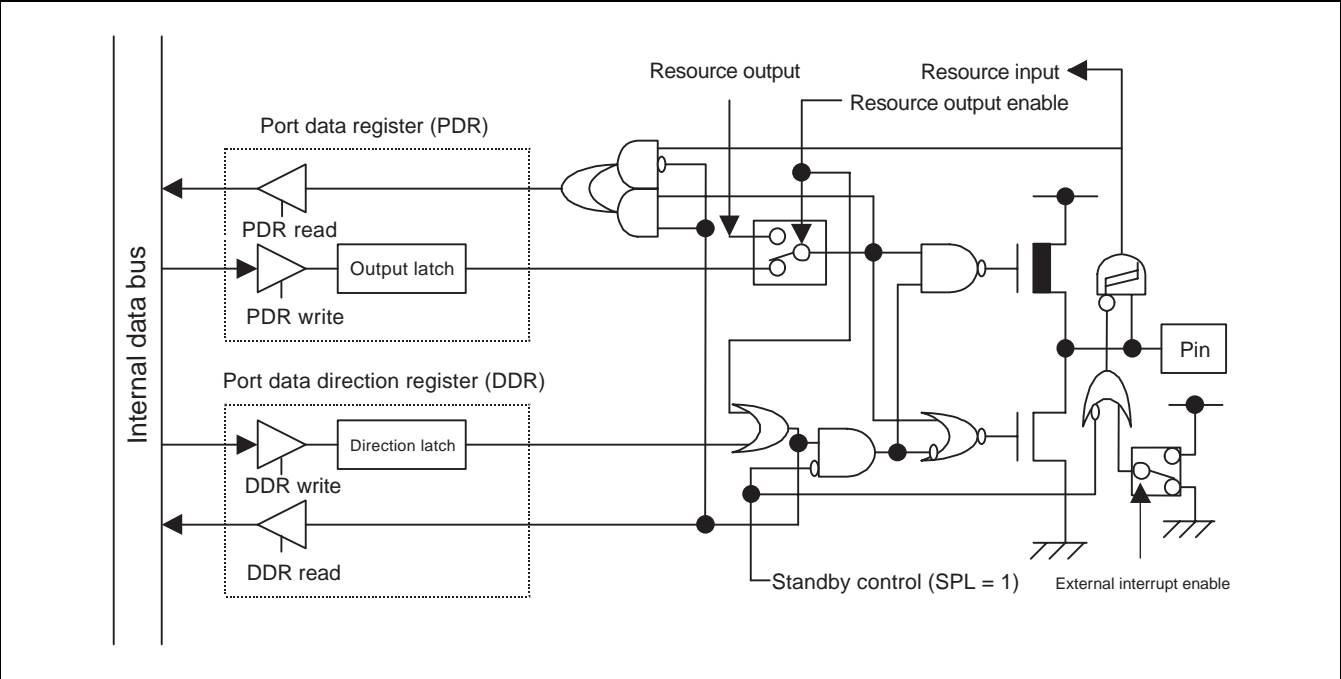 Resource output
Resource input
Resource output enable
Port data register (PDR)
PDR read
Output latch
PDR write
Internal data bus
Pin
Port data direction register (DDR)
Direction latch
DDR write
DDR read
Standby control (SPL = 1)
External interrupt enable